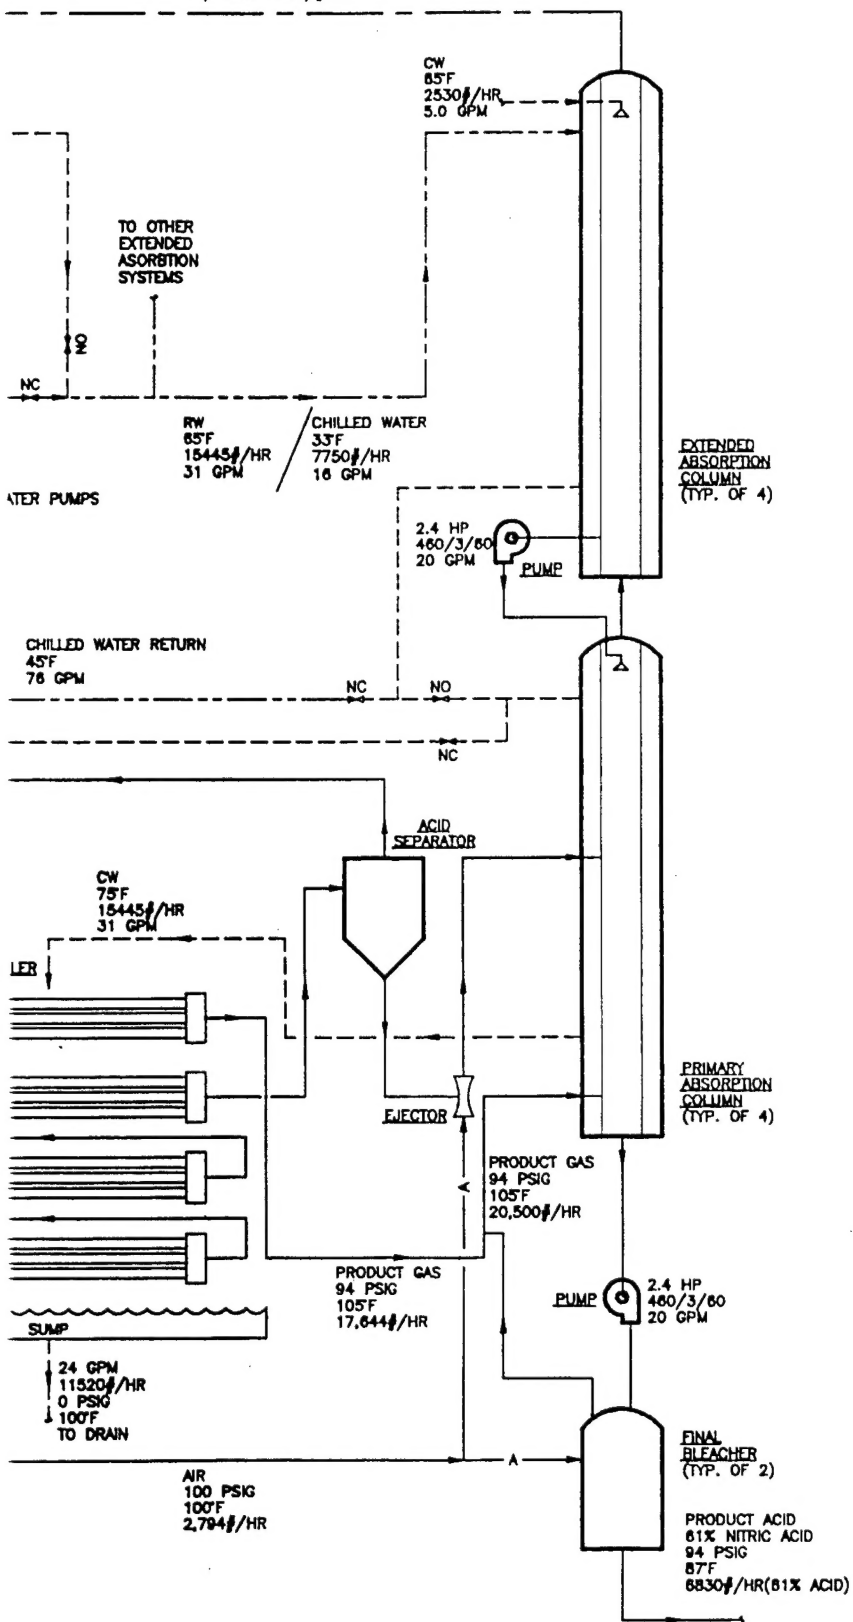 CW
85°F
2530#/HR
5.0 GPM
TO OTHER
EXTENDED
ASORBTION
SYSTEMS
NO
NC
RW
65°F
15445#/HR
31 GPM
CHILLED WATER
33°F
7750#/HR
16 GPM
EXTENDED
ABSORPTION
COLUMN
(TYP. OF 4)
ATER PUMPS
2.4 HP
460/3/60
20 GPM
PUMP
CHILLED WATER RETURN
45°F
76 GPM
NC
NO
NC
ACID
SEPARATOR
CW
75°F
15445#/HR
31 GPM
LER
EJECTOR
PRIMARY
ABSORPTION
COLUMN
(TYP. OF 4)
PRODUCT GAS
94 PSIG
105°F
20,500#/HR
A
PRODUCT GAS
94 PSIG
105°F
17,644#/HR
PUMP
2.4 HP
460/3/60
20 GPM
SUMP
24 GPM
11520#/HR
0 PSIG
100°F
TO DRAIN
A
AIR
100 PSIG
100°F
2,794#/HR
FINAL
BLEACHER
(TYP. OF 2)
PRODUCT ACID
61% NITRIC ACID
94 PSIG
87°F
6830#/HR(61% ACID)